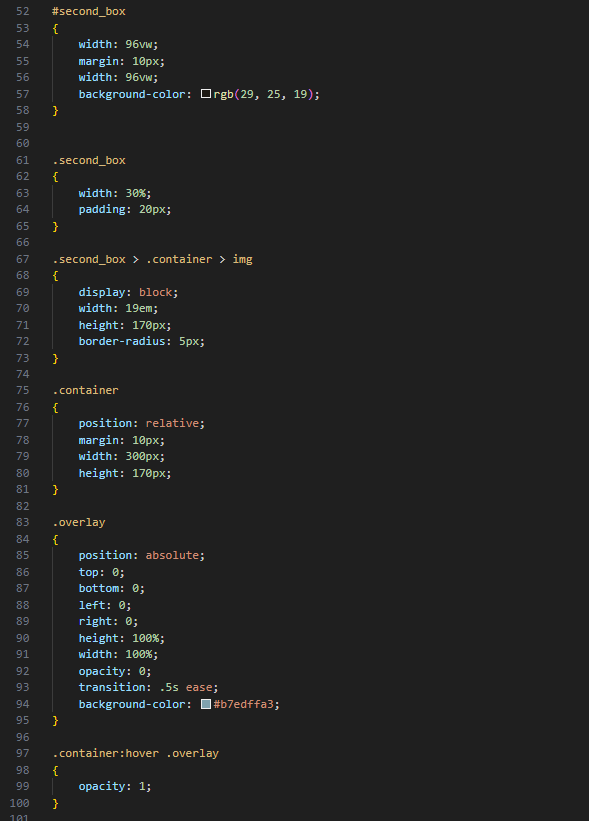 52 #second_box
53 {
54 width: 96vw;
55 margin: 10px;
56 width: 96vw;
57 background-color: rgb(29, 25, 19);
58 }
59
60
61 .second_box
62 {
63 width: 30%;
64 padding: 20px;
65 }
66
67 .second_box > .container > img
68 {
69 display: block;
70 width: 19em;
71 height: 170px;
72 border-radius: 5px;
73 }
74
75 .container
76 {
77 position: relative;
78 margin: 10px;
79 width: 300px;
80 height: 170px;
81 }
82
83 .overlay
84 {
85 position: absolute;
86 top: 0;
87 bottom: 0;
88 left: 0;
89 right: 0;
90 height: 100%;
91 width: 100%;
92 opacity: 0;
93 transition: .5s ease;
94 background-color: #b7edffa3;
95 }
96
97 .container:hover .overlay
98 {
99 opacity: 1;
100 }
101